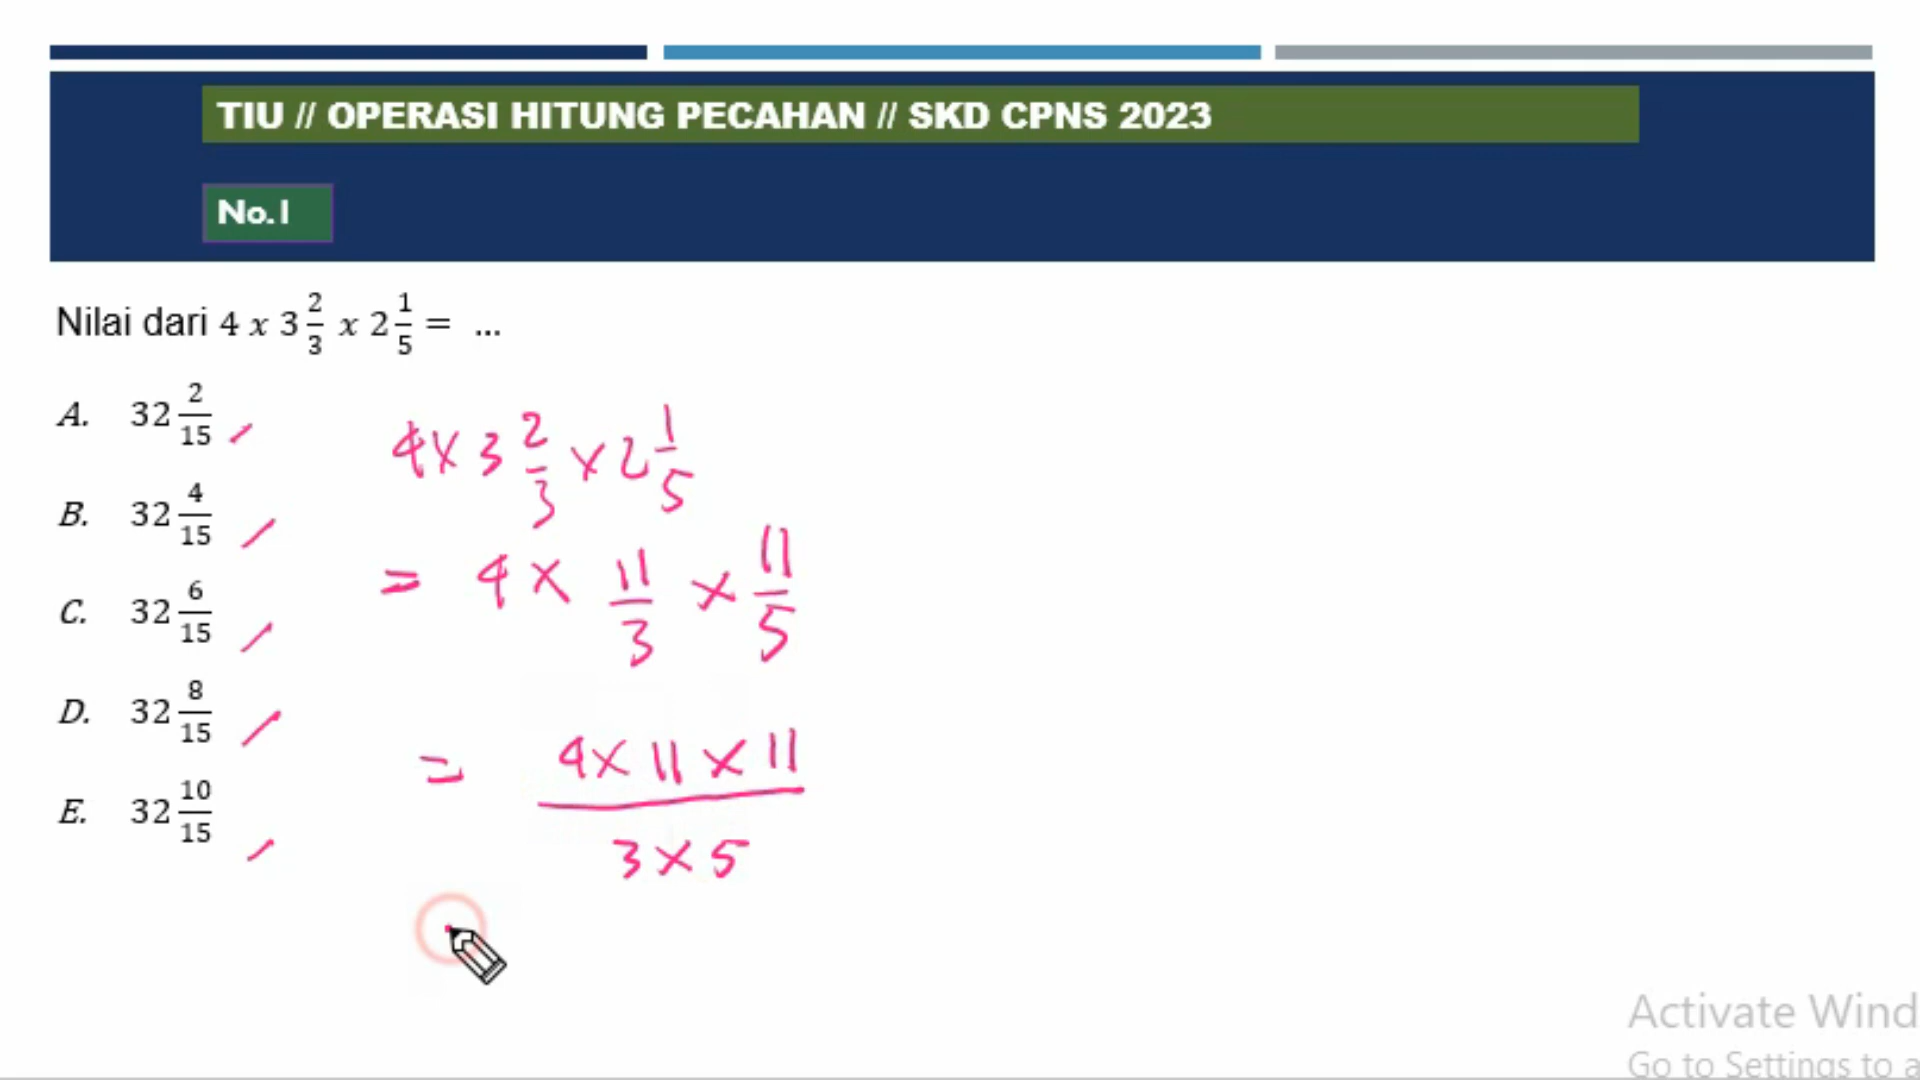 TIU // OPERASI HITUNG PECAHAN // SKD CPNS 2023
No.1
Nilai dari 4 x 3 2/3 x 2 1/5 = ...
A. 32 2/15
B. 32 4/15
C. 32 6/15
D. 32 8/15
E. 32 10/15
4 x 3 2/3 x 2 1/5
= 4 x 11/3 x 11/5
= 4 x 11 x 11
3 x 5
Activate Wind
Go to Settings to a